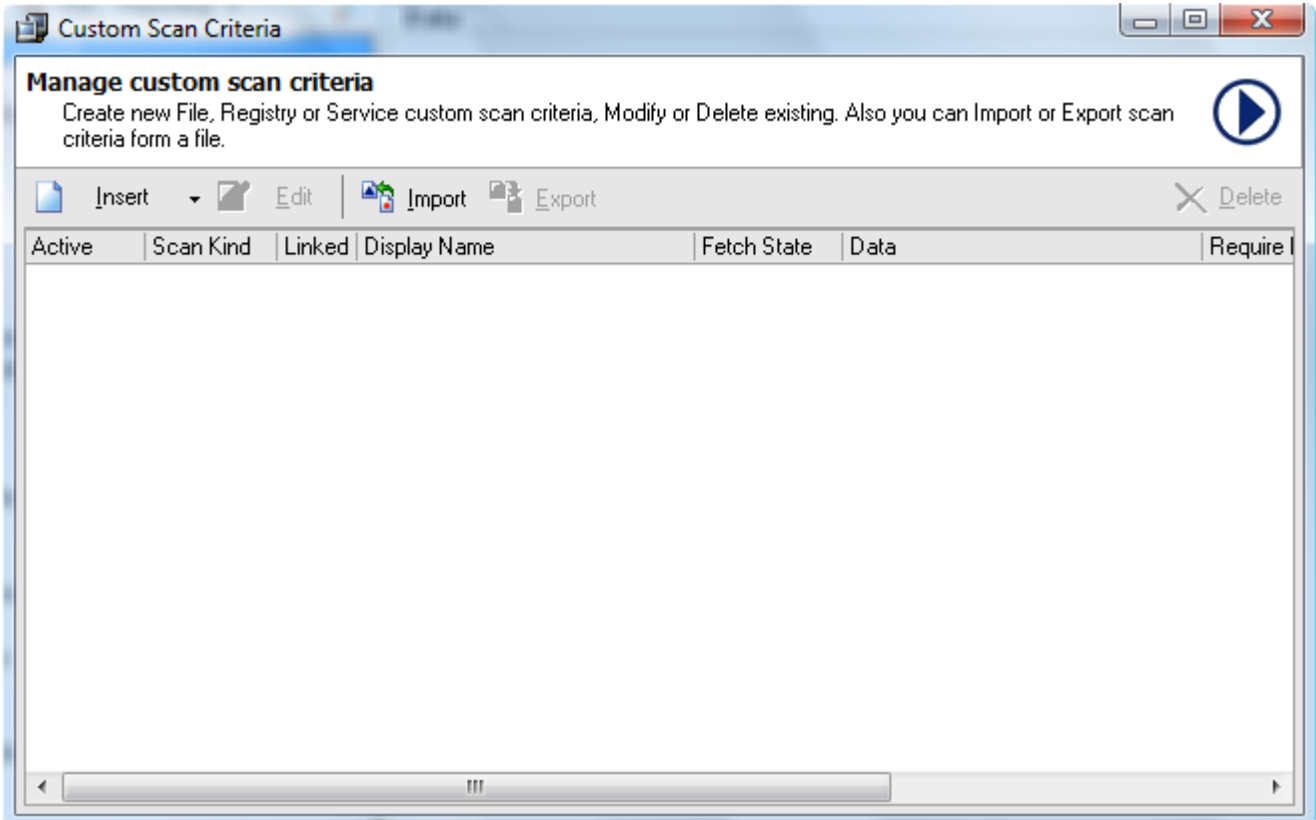 Custom Scan Criteria
Manage custom scan criteria
Create new File, Registry or Service custom scan criteria, Modify or Delete existing. Also you can Import or Export scan
criteria form a file.
Insert Edit Import Export Delete
Active Scan Kind Linked Display Name Fetch State Data Require